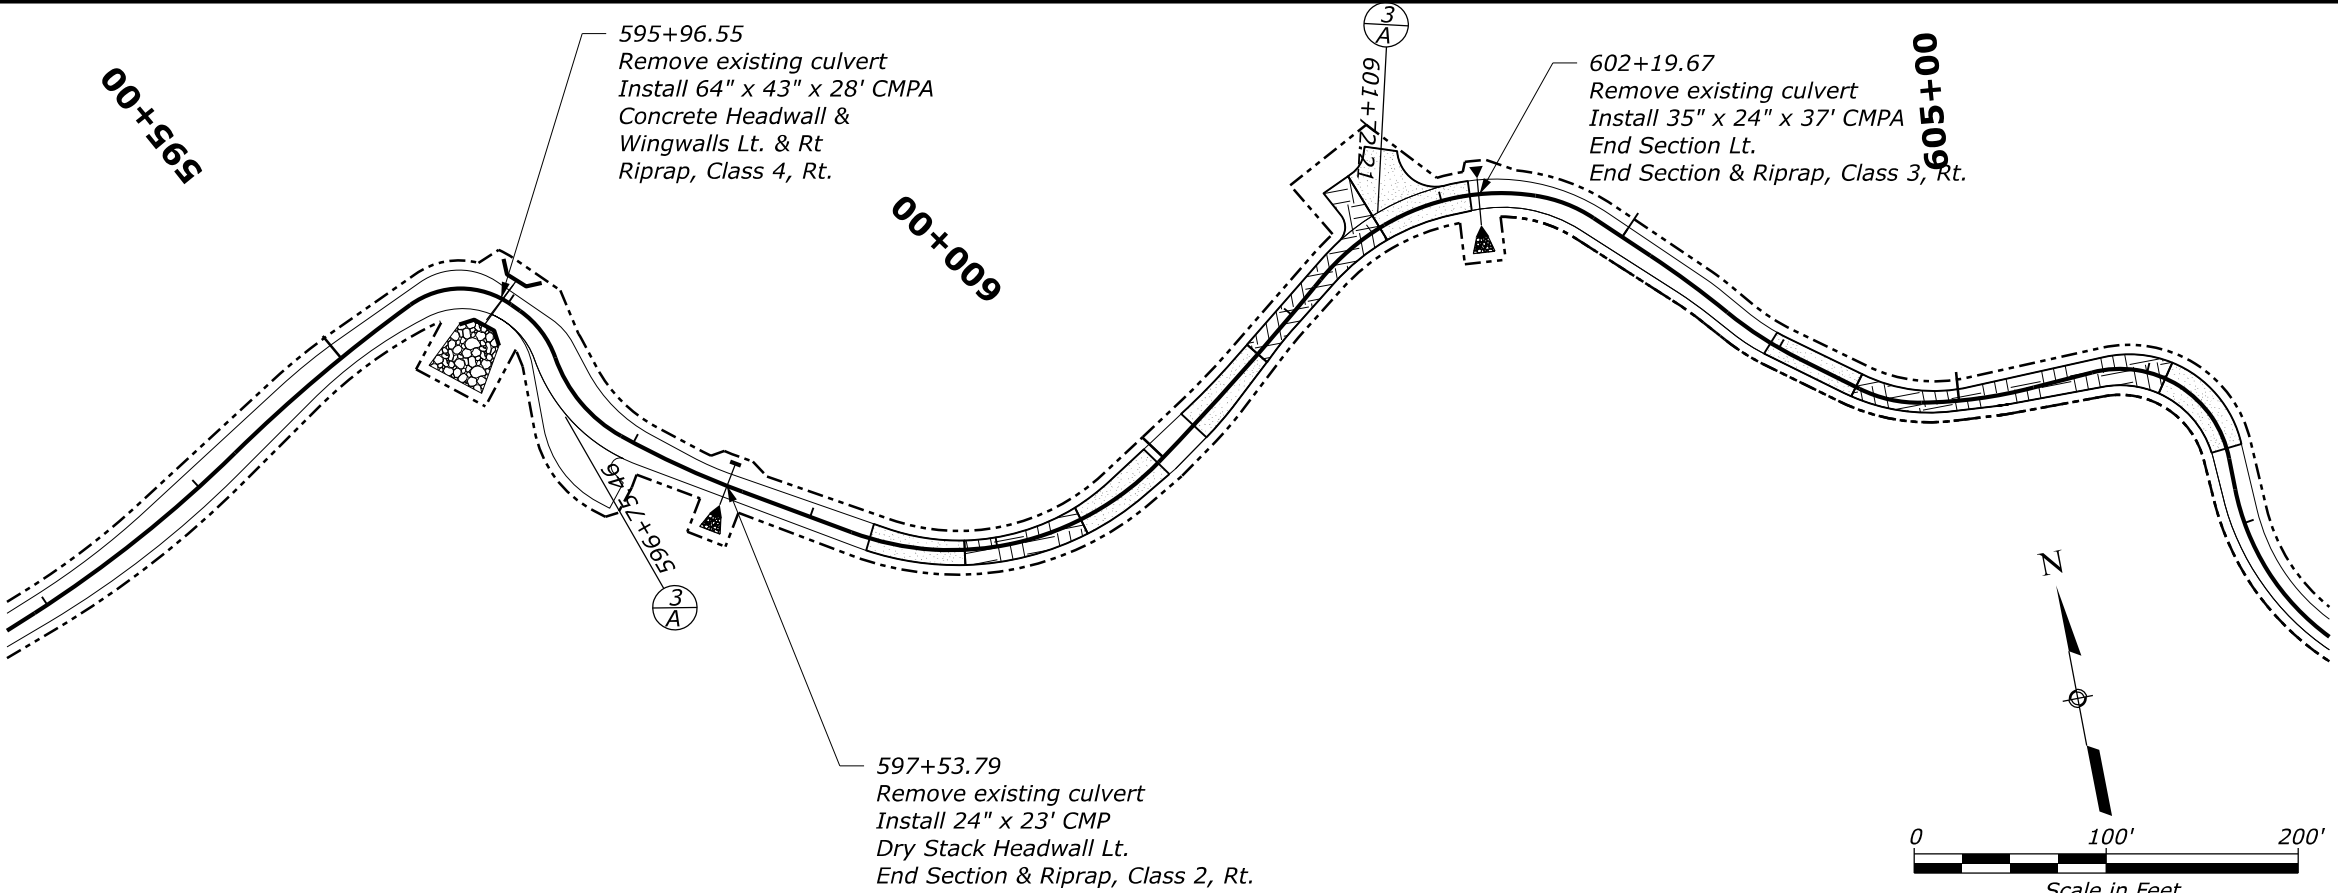 595+00
595+96.55
Remove existing culvert
Install 64" x 43" x 28' CMPA
Concrete Headwall &
Wingwalls Lt. & Rt
Riprap, Class 4, Rt.
600+00
3
A
601+72.21
602+19.67
Remove existing culvert
Install 35" x 24" x 37' CMPA
End Section Lt.
End Section & Riprap, Class 3, Rt.
605+00
596+75.46
3
A
597+53.79
Remove existing culvert
Install 24" x 23' CMP
Dry Stack Headwall Lt.
End Section & Riprap, Class 2, Rt.
N
0 100' 200'
Scale in Feet